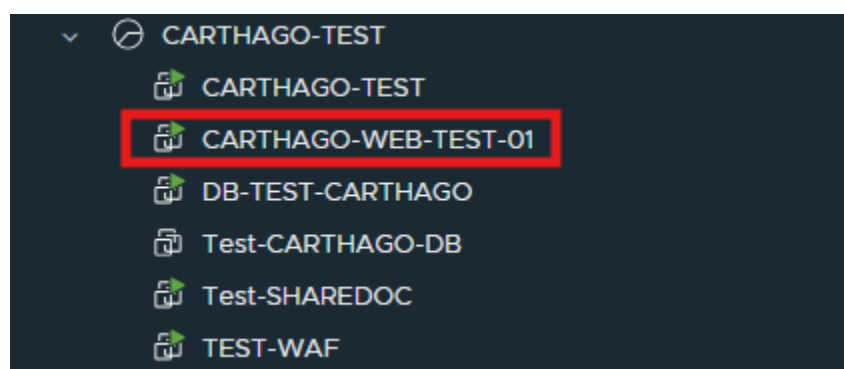 CARTHAGO-TEST
CARTHAGO-TEST
CARTHAGO-WEB-TEST-01
DB-TEST-CARTHAGO
Test-CARTHAGO-DB
Test-SHAREDOC
TEST-WAF